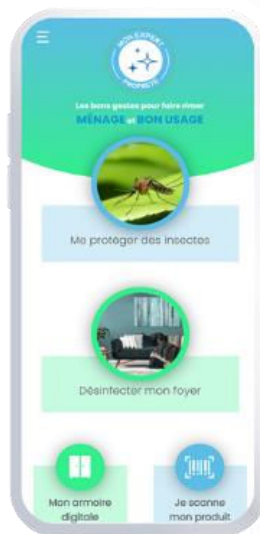 MON EXPERT
PROPRETÉ
Les bons gestes pour faire rimer
MÉNAGE et BON USAGE
Me protéger des insectes
Désinfecter mon foyer
Mon armoire
digitale
Je scanne
mon produit